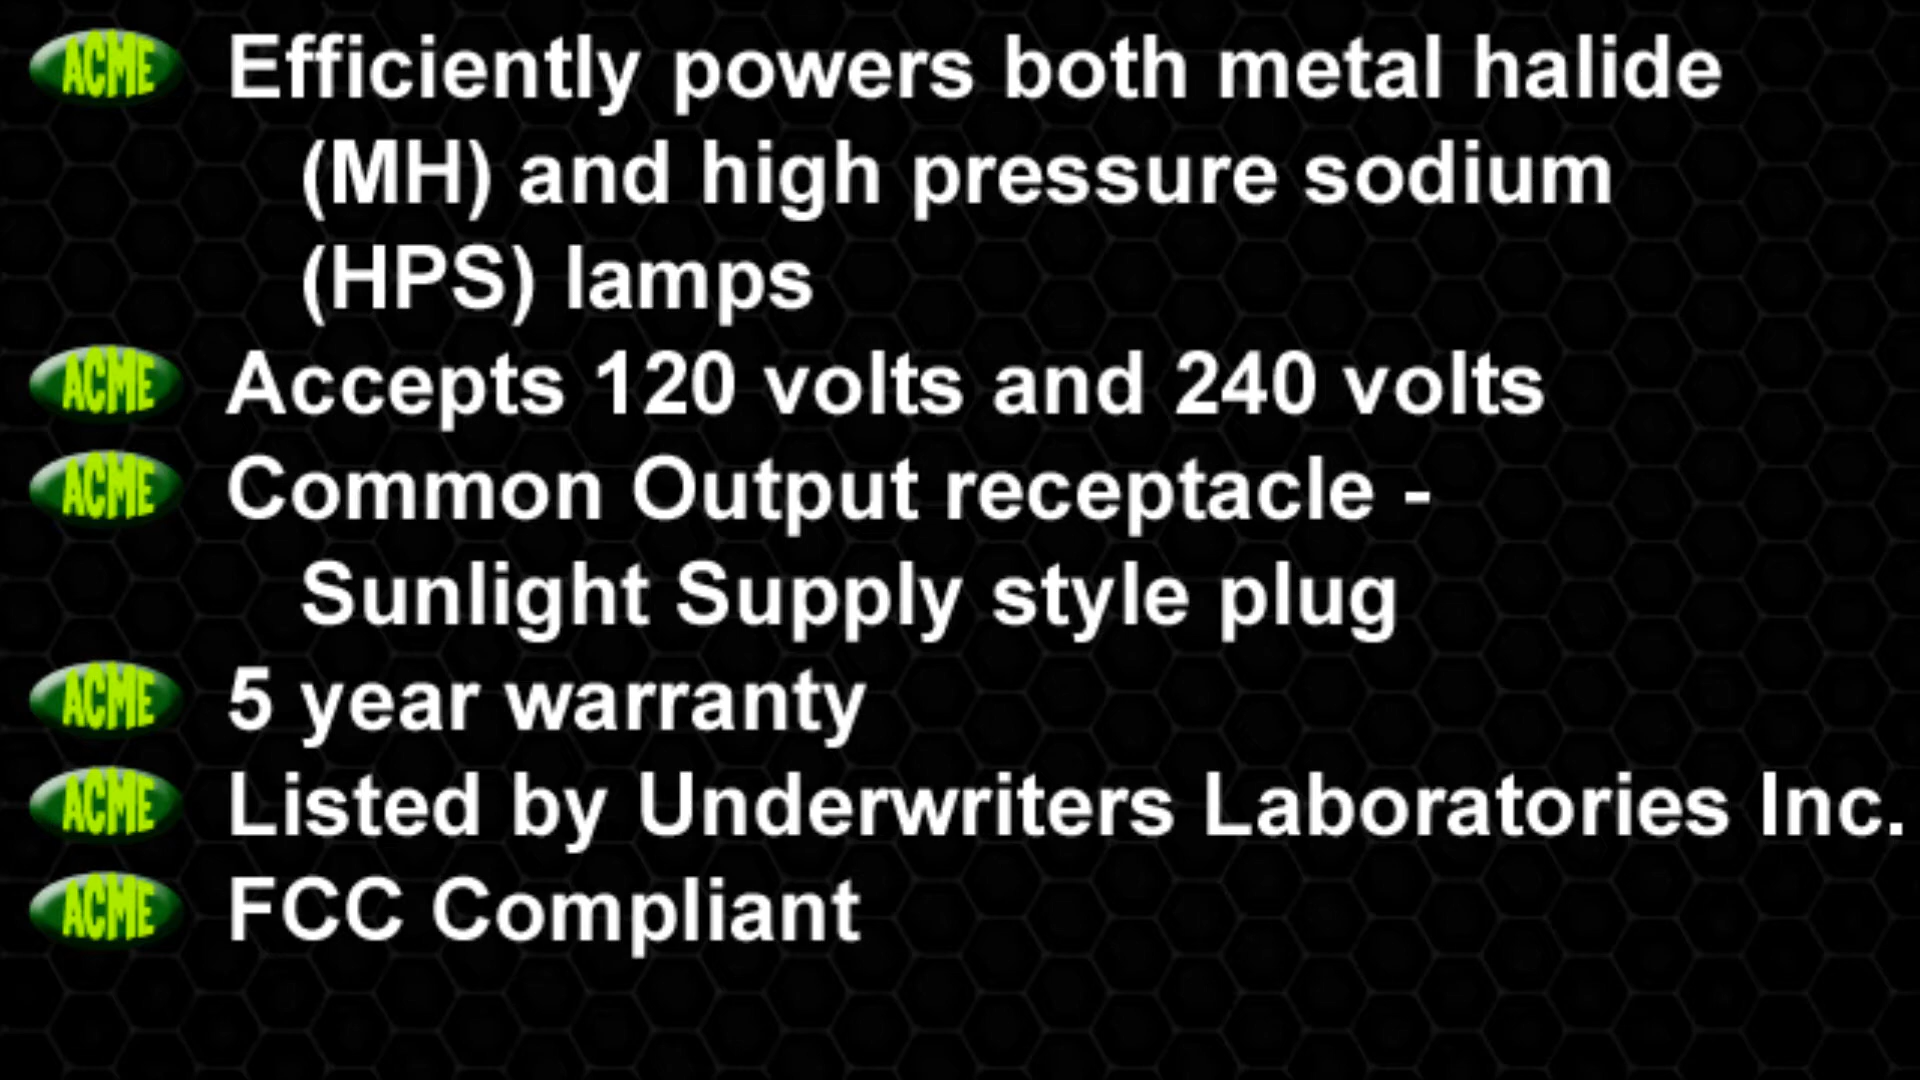 ACME Efficiently powers both metal halide
(MH) and high pressure sodium
(HPS) lamps
ACME Accepts 120 volts and 240 volts
ACME Common Output receptacle -
Sunlight Supply style plug
ACME 5 year warranty
ACME Listed by Underwriters Laboratories Inc.
ACME FCC Compliant